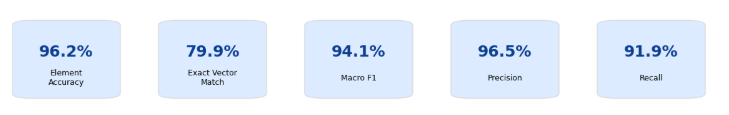 96.2%
Element
Accuracy
79.9%
Exact Vector
Match
94.1%
Macro F1
96.5%
Precision
91.9%
Recall